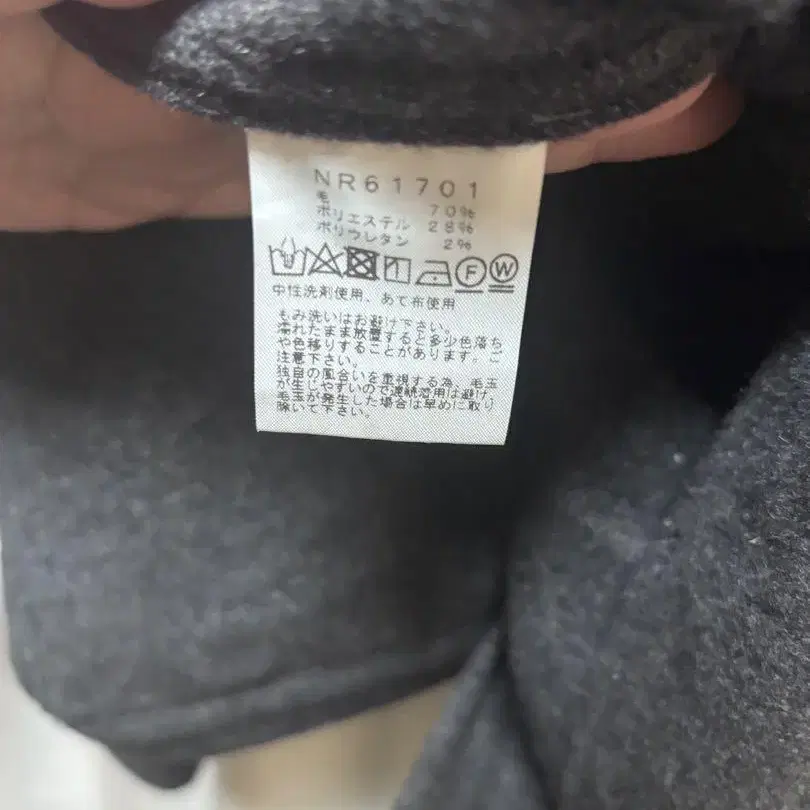 NR61701
毛 70%
ポリエステル 28%
ポリウレタン 2%
F W
中性洗剤使用、あて布使用
もみ洗いはお避け下さい。
濡れたまま放置すると多少色落ち
や色移りすることがあります。ご
注意下さい。
独自の風合いを重視する為、毛玉
が生じやすいので連続着用は避け、
毛玉が発生した場合は早めに取り
除いて下さい。